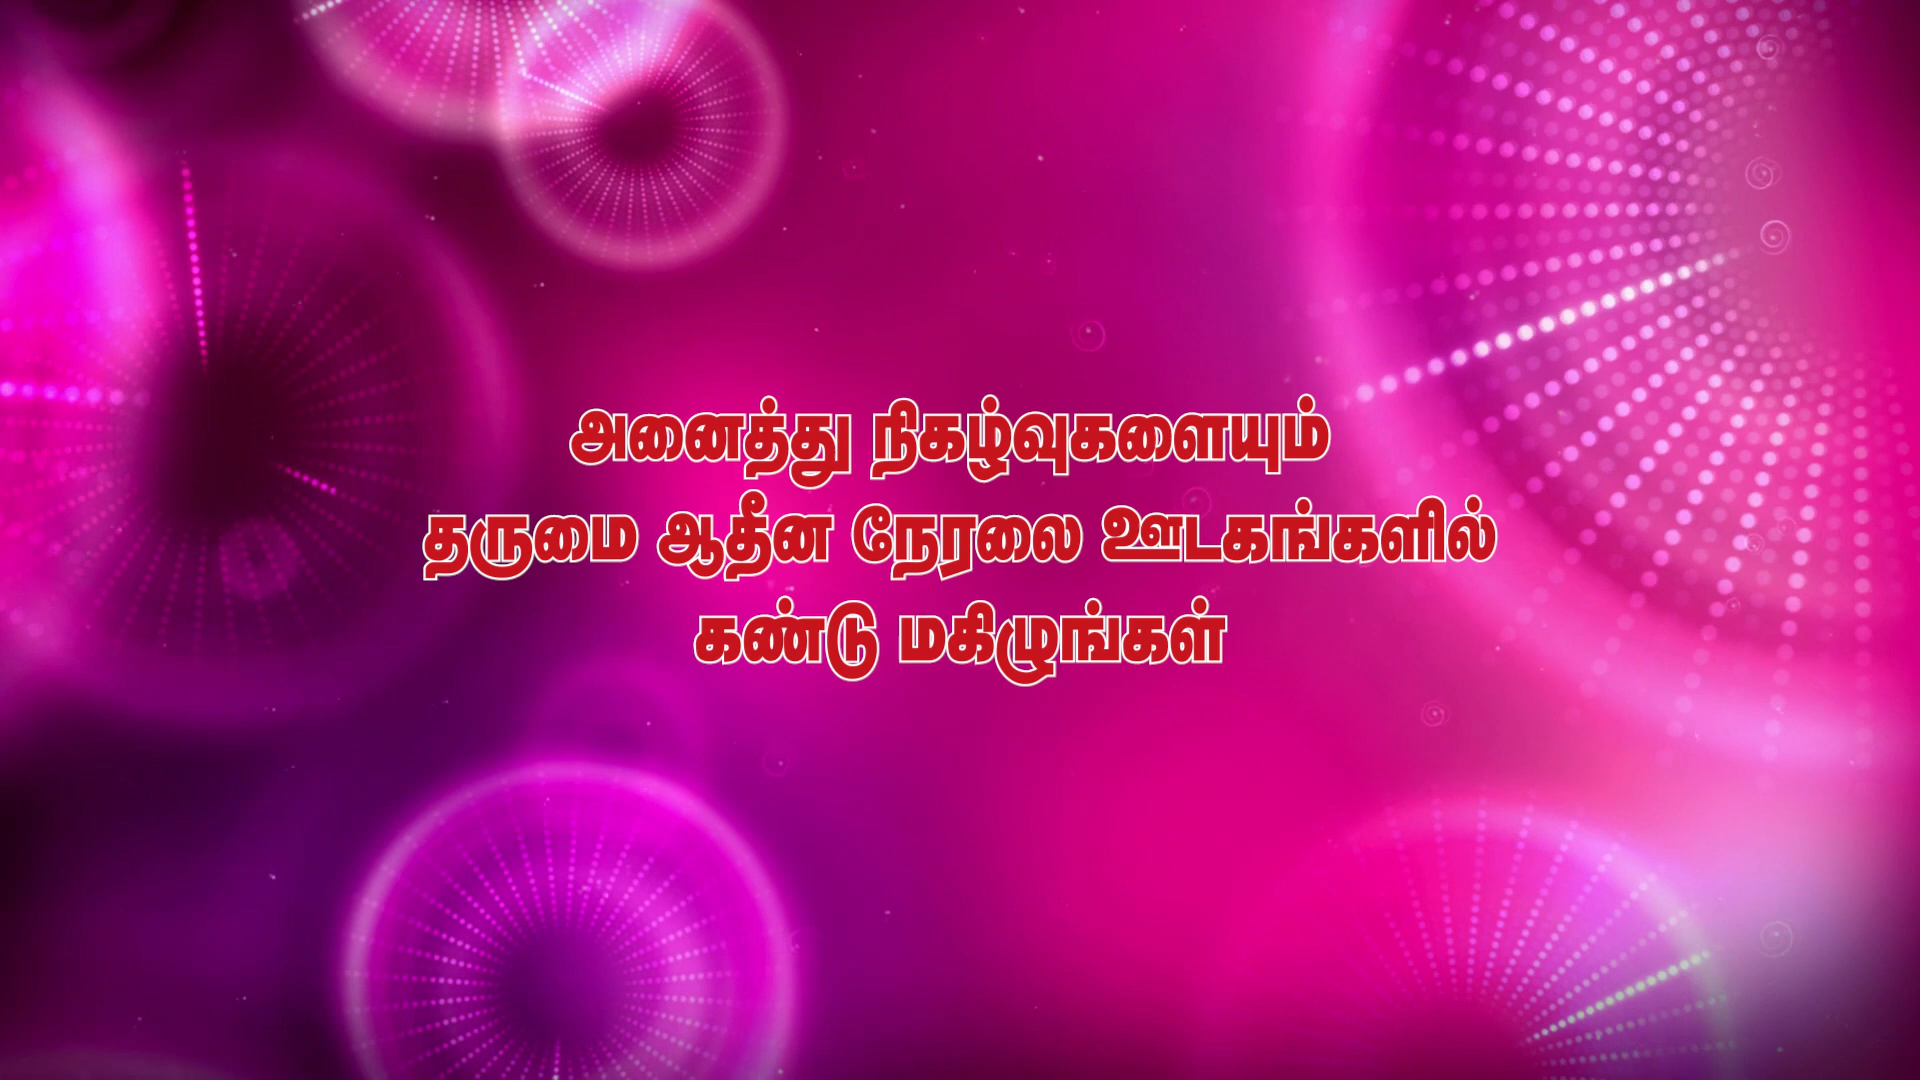 அனைத்து நிகழ்வுகளையும்
தருமை ஆதீன நேரலை ஊடகங்களில்
கண்டு மகிழுங்கள்